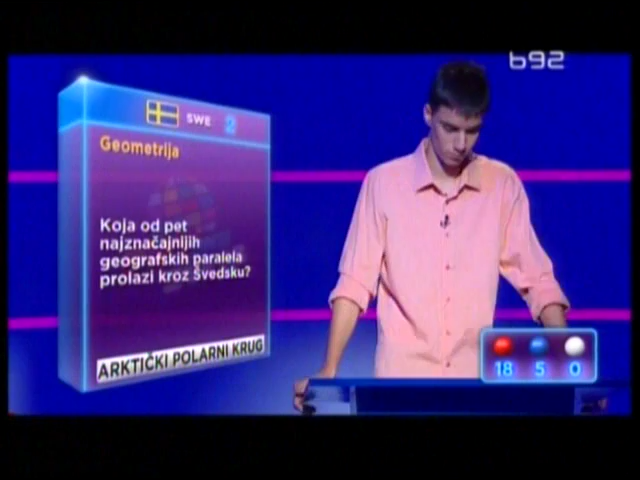 b92
SWE 2
Geometrija
Koja od pet
najznačajnijih
geografskih paralela
prolazi kroz Švedsku?
ARKTIČKI POLARNI KRUG
18 5 0